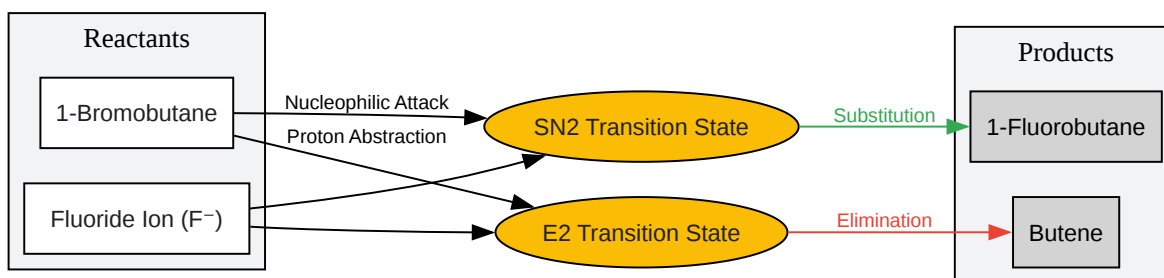 Reactants
1-Bromobutane
Fluoride Ion (F⁻)
Nucleophilic Attack
Proton Abstraction
SN2 Transition State
E2 Transition State
Substitution
Elimination
Products
1-Fluorobutane
Butene